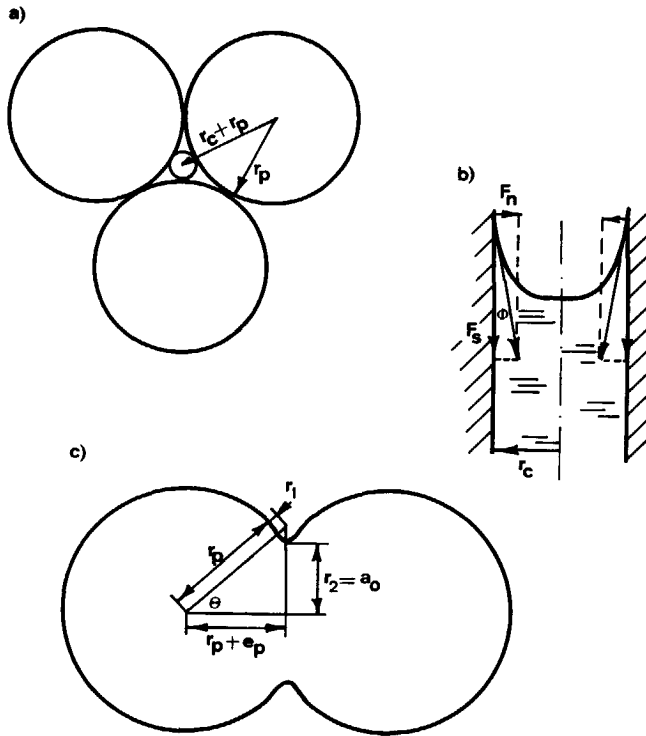 a)
r_c + r_p
r_p
b)
F_n
Φ
F_s
r_c
c)
r_1
r_p
r_2 = a_o
Θ
r_p + e_p